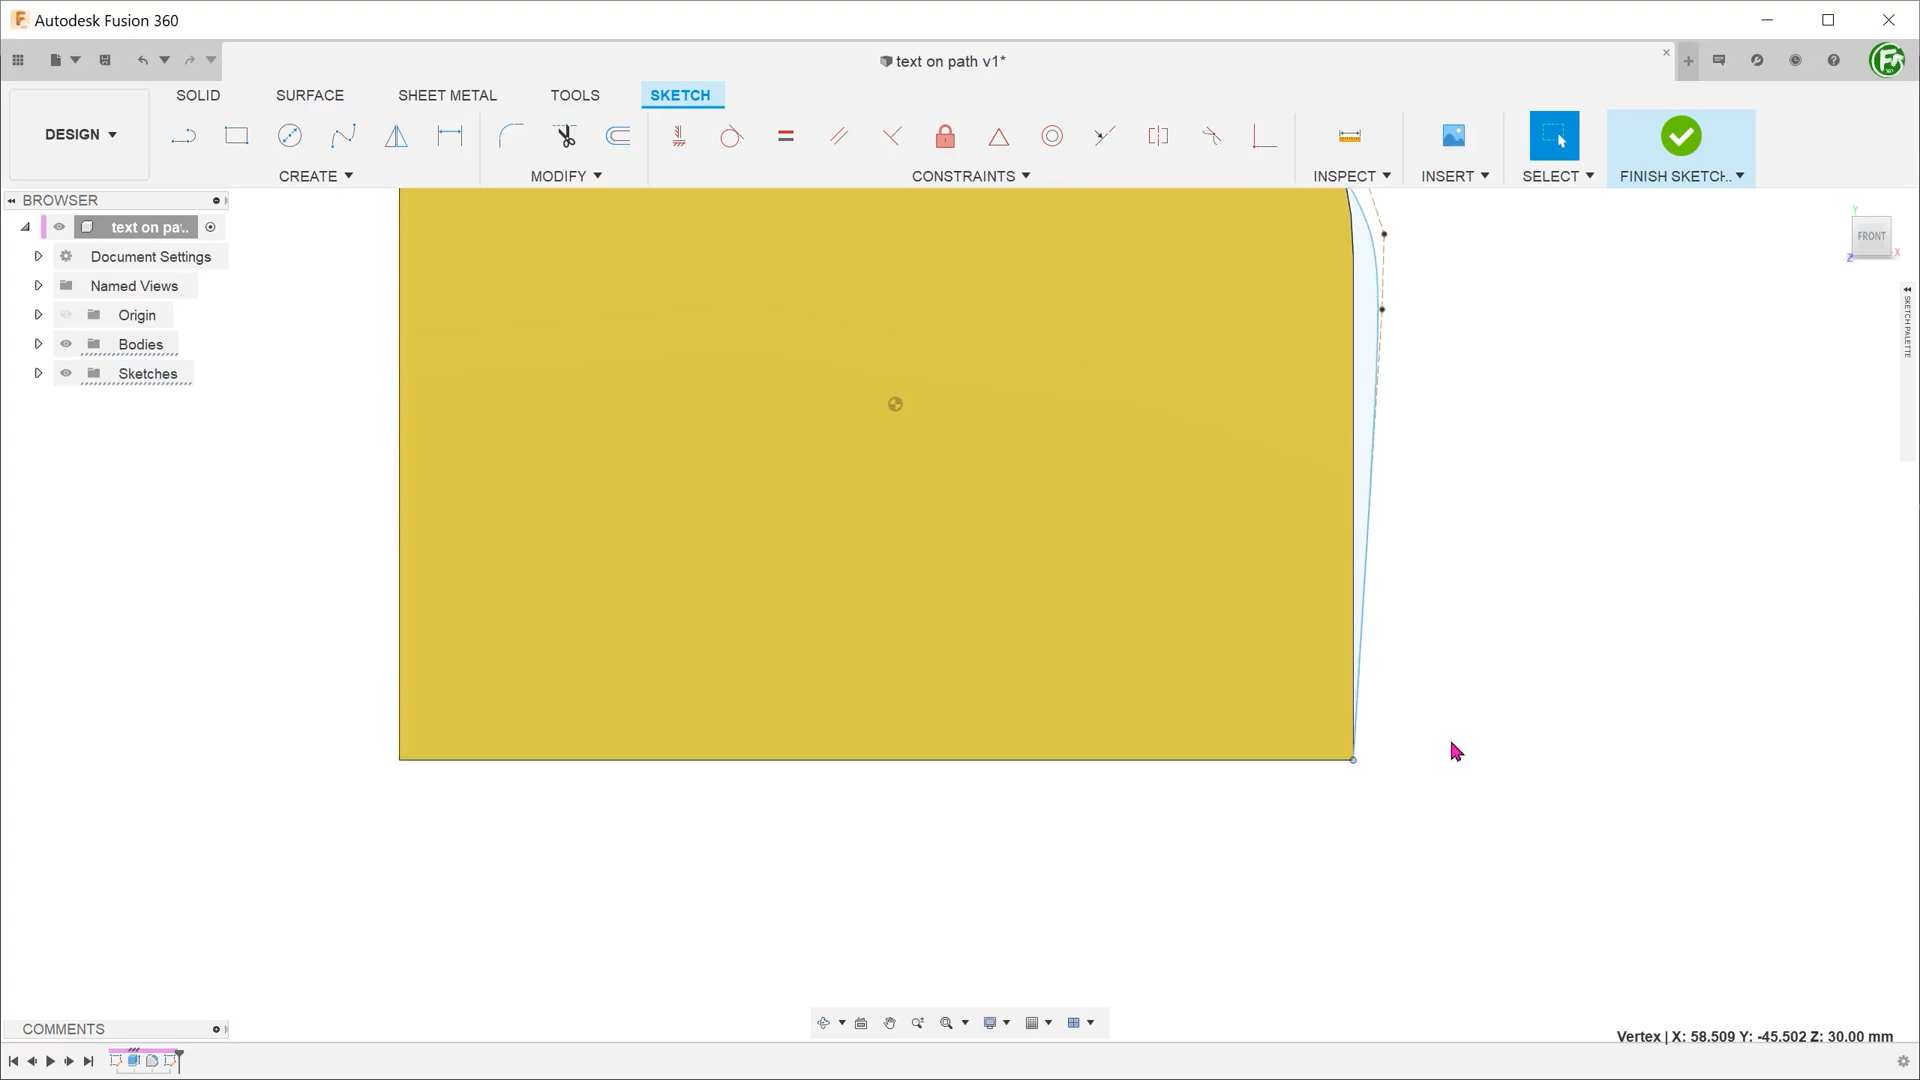 Autodesk Fusion 360
text on path v1*
SOLID SURFACE SHEET METAL TOOLS SKETCH
DESIGN
CREATE MODIFY CONSTRAINTS INSPECT INSERT SELECT FINISH SKETCH..
BROWSER
text on pa..
Document Settings
Named Views
Origin
Bodies
Sketches
Y
FRONT
X
Z
SKETCH PALETTE
COMMENTS
Vertex | X: 58.509 Y: -45.502 Z: 30.00 mm